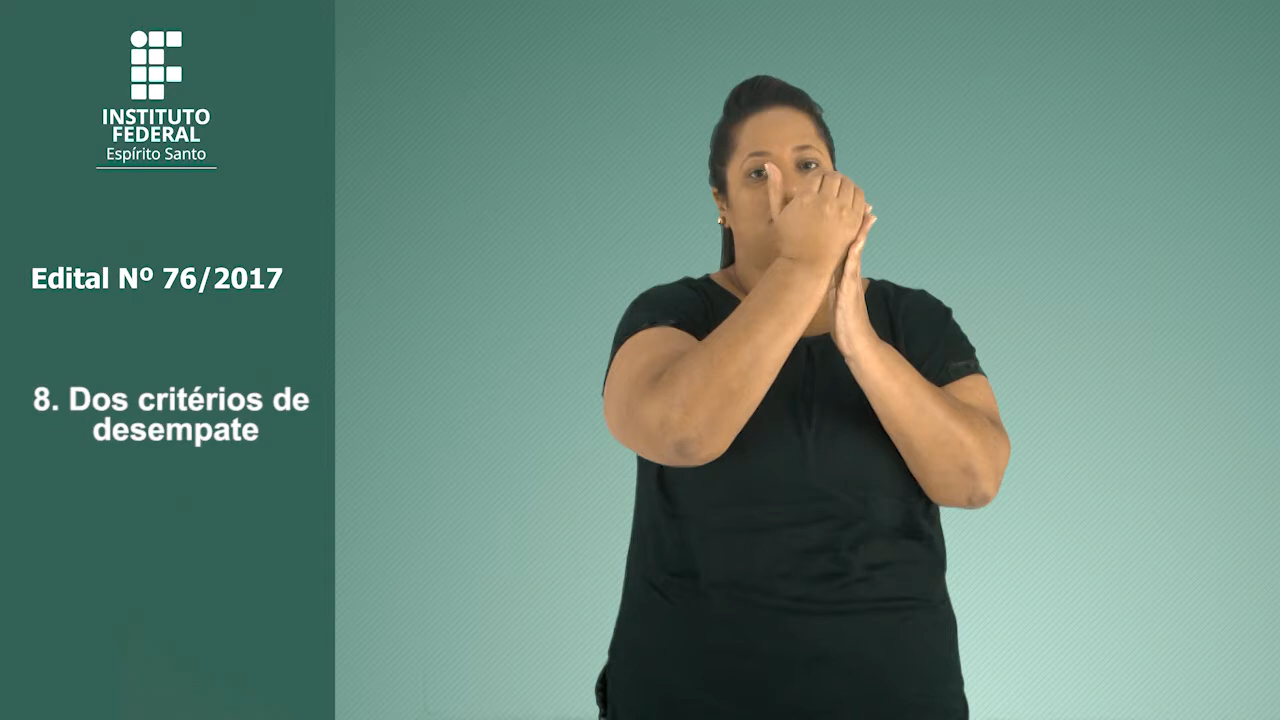 INSTITUTO
FEDERAL
Espírito Santo
Edital Nº 76/2017
8. Dos critérios de
desempate